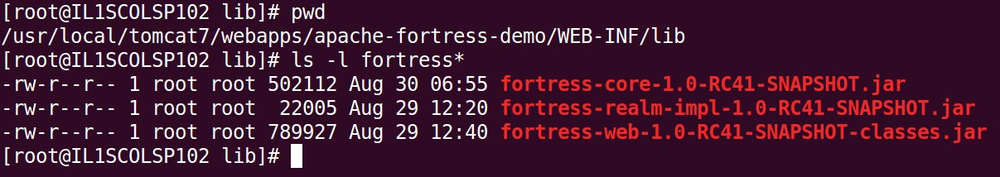 [root@IL1SCOLSP102 lib]# pwd
/usr/local/tomcat7/webapps/apache-fortress-demo/WEB-INF/lib
[root@IL1SCOLSP102 lib]# ls -l fortress*
-rw-r--r-- 1 root root 502112 Aug 30 06:55 fortress-core-1.0-RC41-SNAPSHOT.jar
-rw-r--r-- 1 root root  22005 Aug 29 12:20 fortress-realm-impl-1.0-RC41-SNAPSHOT.jar
-rw-r--r-- 1 root root 789927 Aug 29 12:40 fortress-web-1.0-RC41-SNAPSHOT-classes.jar
[root@IL1SCOLSP102 lib]#